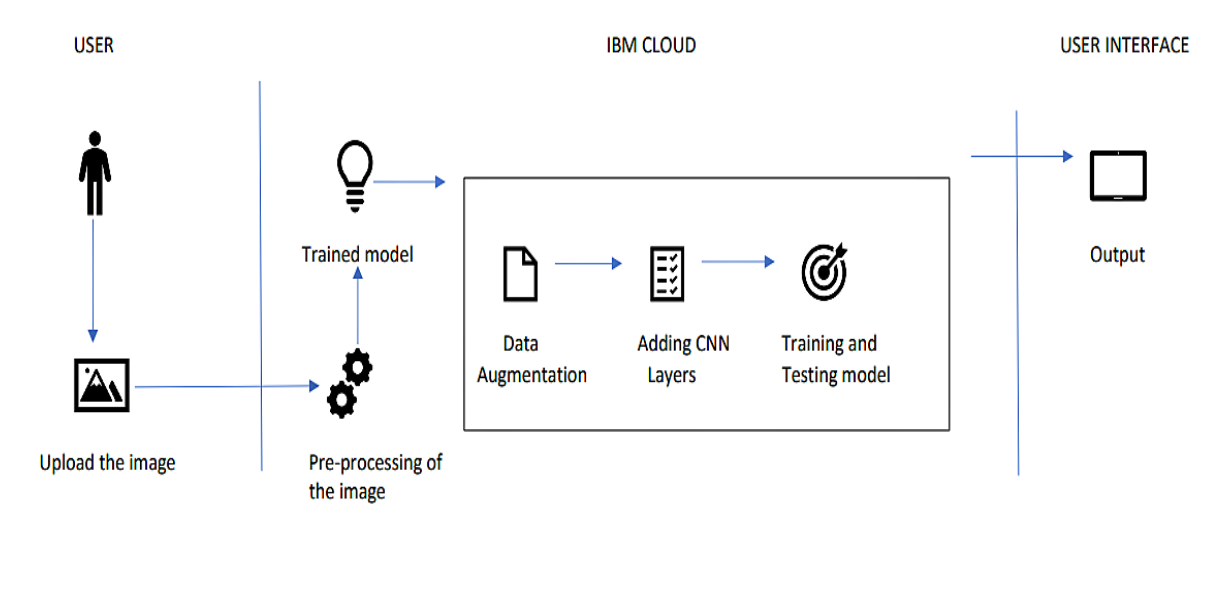 USER
IBM CLOUD
USER INTERFACE
Trained model
Output
Data
Augmentation
Adding CNN
Layers
Training and
Testing model
Upload the image
Pre-processing of
the image